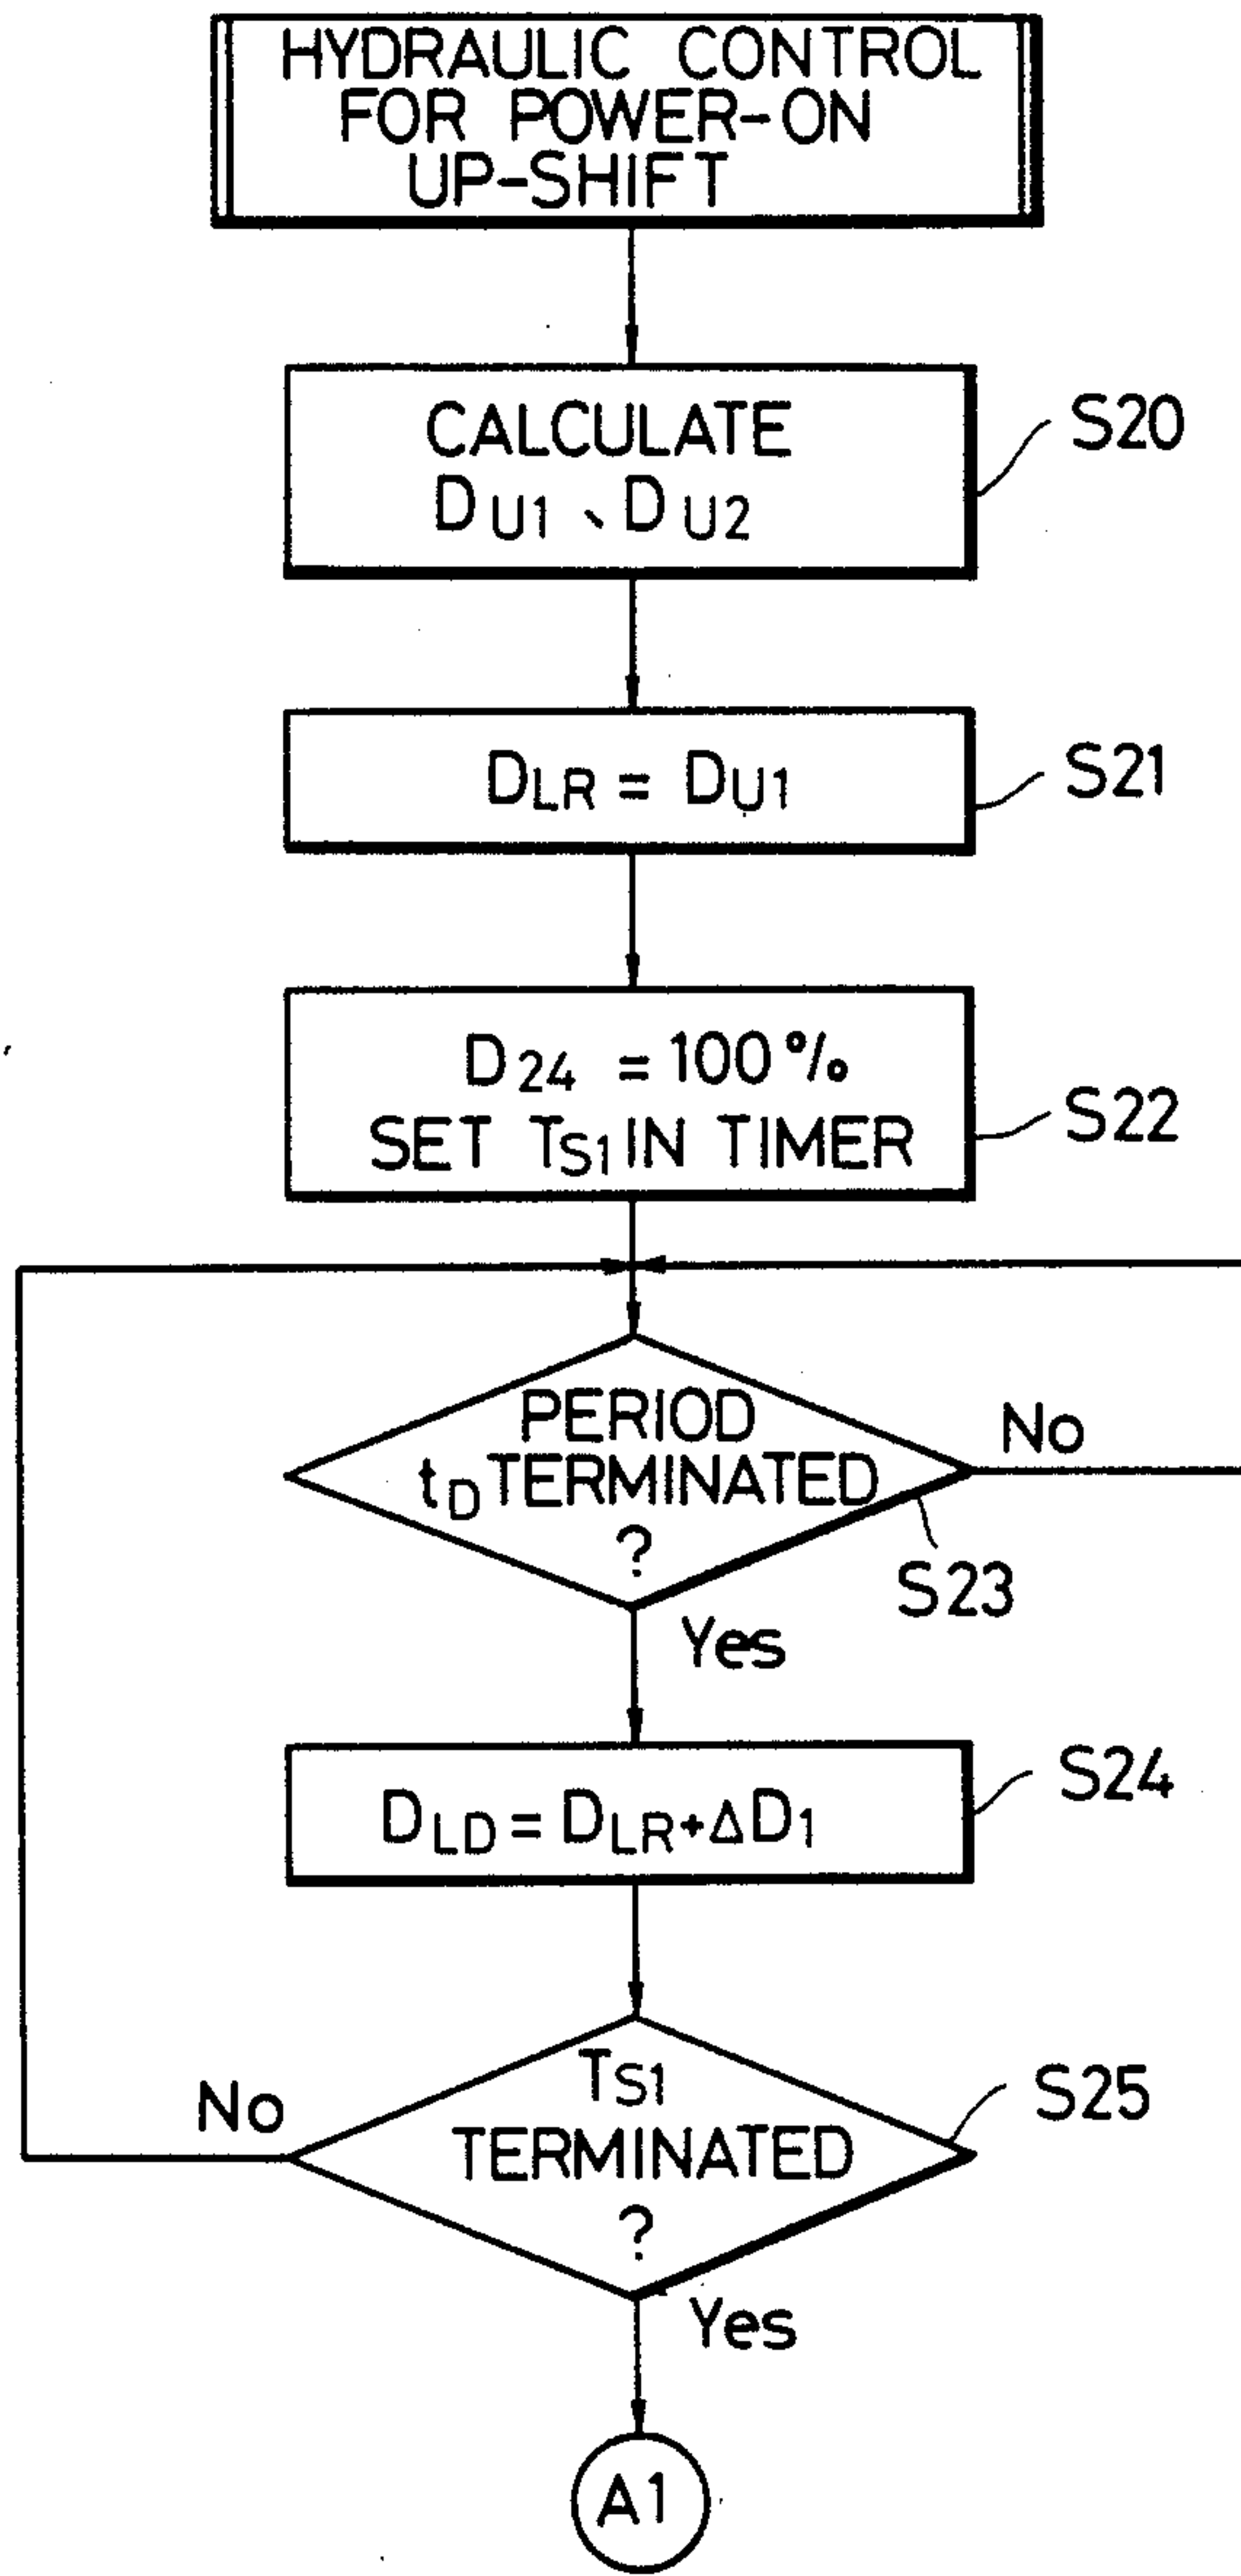 HYDRAULIC CONTROL
FOR POWER-ON
UP-SHIFT
CALCULATE
DU1、DU2
S20
DLR = DU1
S21
D24 = 100%
SET TS1 IN TIMER
S22
PERIOD
tD TERMINATED
?
No
S23
Yes
DLD = DLR + ΔD1
S24
TS1
TERMINATED
?
No
S25
Yes
A1